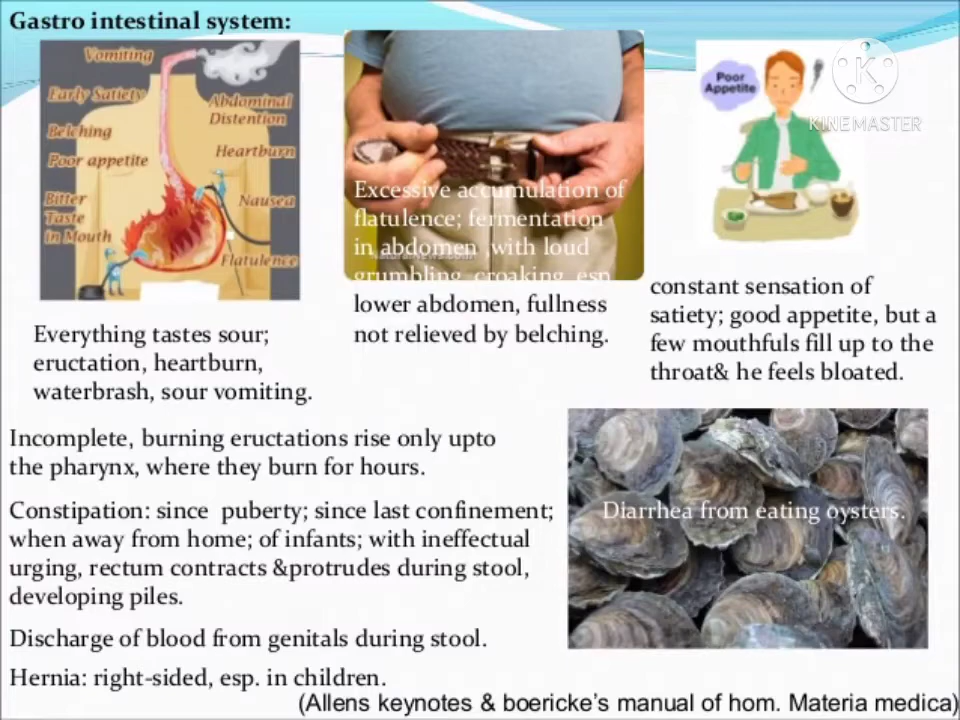 Gastro intestinal system:
Vomiting
Early Satiety
Belching
Poor appetite
Bitter
Taste
in Mouth
Abdominal
Distention
Heartburn
Nausea
Flatulence
Everything tastes sour;
eructation, heartburn,
waterbrash, sour vomiting.
Excessive accumulation of
flatulence; fermentation
in abdomen with loud
grumbling, croaking, esp
lower abdomen, fullness
not relieved by belching.
Poor
Appetite
KINEMASTER
constant sensation of
satiety; good appetite, but a
few mouthfuls fill up to the
throat& he feels bloated.
Incomplete, burning eructations rise only upto
the pharynx, where they burn for hours.
Constipation: since puberty; since last confinement;
when away from home; of infants; with ineffectual
urging, rectum contracts &protrudes during stool,
developing piles.
Diarrhea from eating oysters.
Discharge of blood from genitals during stool.
Hernia: right-sided, esp. in children.
(Allens keynotes & boericke's manual of hom. Materia medica)